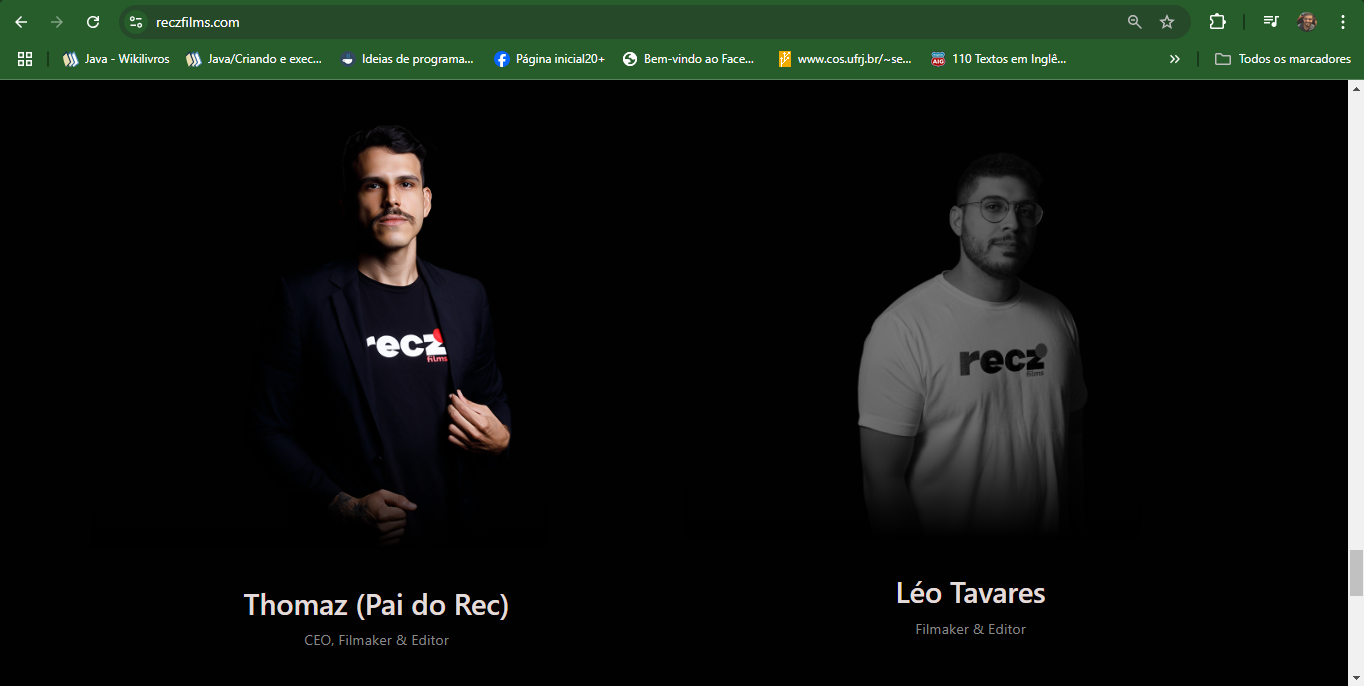 reczfilms.com
Java - Wikilivros
Java/Criando e exec...
Ideias de programa...
Página inicial20+
Bem-vindo ao Face...
www.cos.ufrj.br/~se...
110 Textos em Inglê...
»
Todos os marcadores
recz
films
recz
films
Thomaz (Pai do Rec)
CEO, Filmaker & Editor
Léo Tavares
Filmaker & Editor